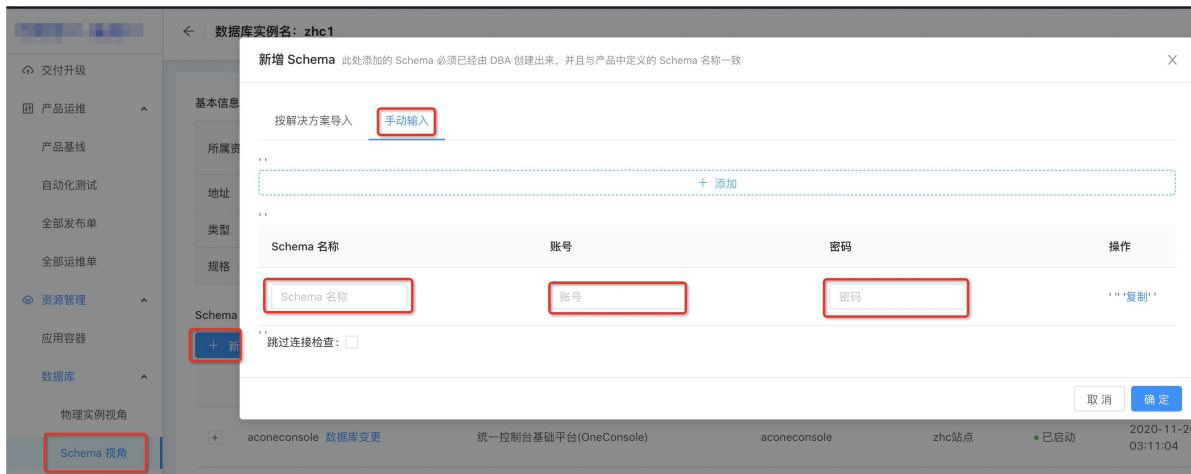 数据库实例名：zhc1
交付升级
产品运维
产品基线
自动化测试
全部发布单
全部运维单
资源管理
应用容器
数据库
物理实例视角
Schema 视角
基本信息
所属资
地址
类型
规格
Schema
+ 新
新增 Schema 此处添加的 Schema 必须已经由 DBA 创建出来，并且与产品中定义的 Schema 名称一致
按解决方案导入 手动输入
' '
+ 添加
' '
Schema 名称 账号 密码 操作
Schema 名称 账号 密码 ' '' '复制' '
' '
跳过连接检查：
取 消 确 定
aconeconsole 数据库变更 统一控制台基础平台(OneConsole) aconeconsole zhc站点 已启动 2020-11-20
03:11:04